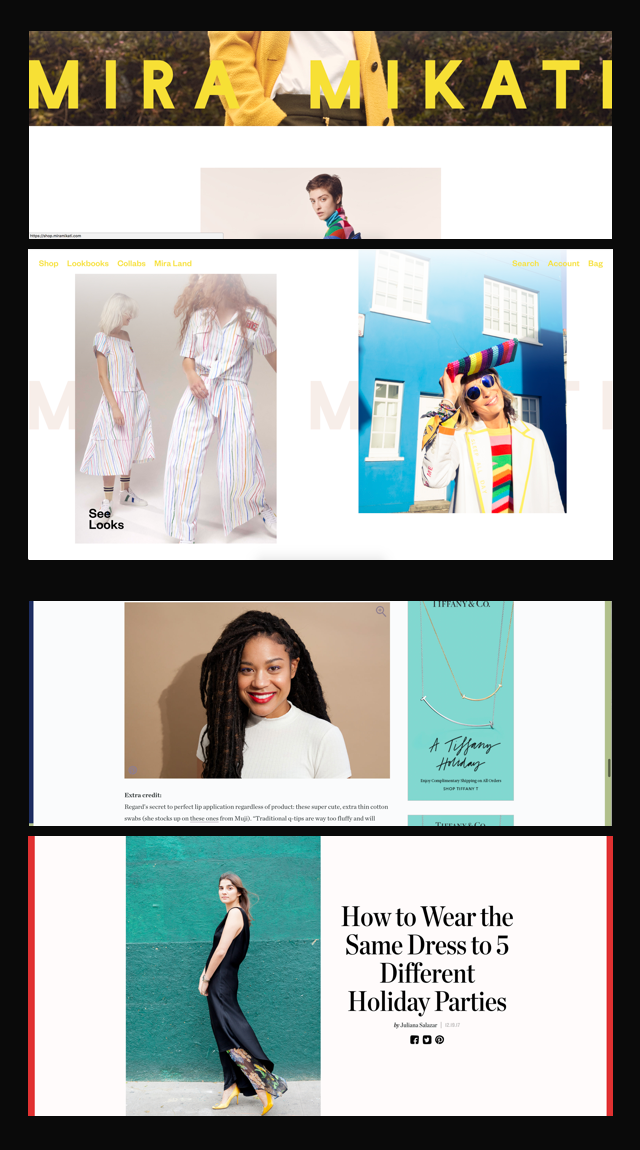 MIRA MIKATI
https://shop.miramikati.com
Shop Lookbooks Collabs Mira Land
Search Account Bag
M M KAT I
See
Looks
TIFFANY & CO.
A Tiffany
Holiday
Enjoy Complimentary Shipping on All Orders
SHOP TIFFANY T
TIFFANY & CO.
Extra credit:
Regard's secret to perfect lip application regardless of product: these super cute, extra thin cotton
swabs (she stocks up on these ones from Muji). "Traditional q-tips are way too fluffy and will
How to Wear the
Same Dress to 5
Different
Holiday Parties
by Juliana Salazar | 12.19.17